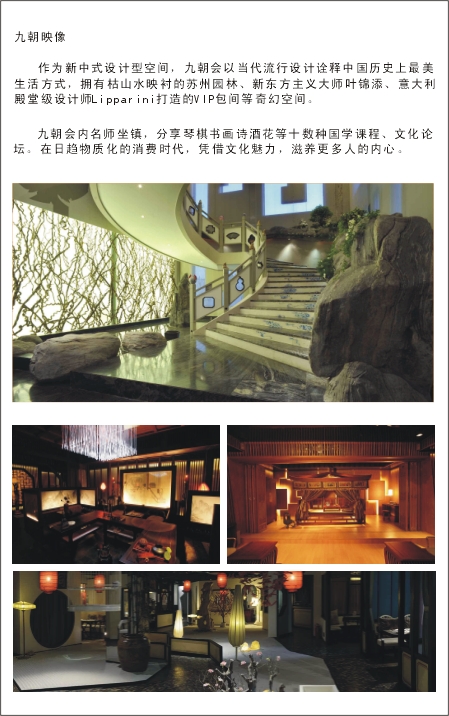 九朝映像
作为新中式设计型空间，九朝会以当代流行设计诠释中国历史上最美
生活方式，拥有枯山水映衬的苏州园林、新东方主义大师叶锦添、意大利
殿堂级设计师Lipparini打造的VIP包间等奇幻空间。
九朝会内名师坐镇，分享琴棋书画诗酒花等十数种国学课程、文化论
坛。在日趋物质化的消费时代，凭借文化魅力，滋养更多人的内心。